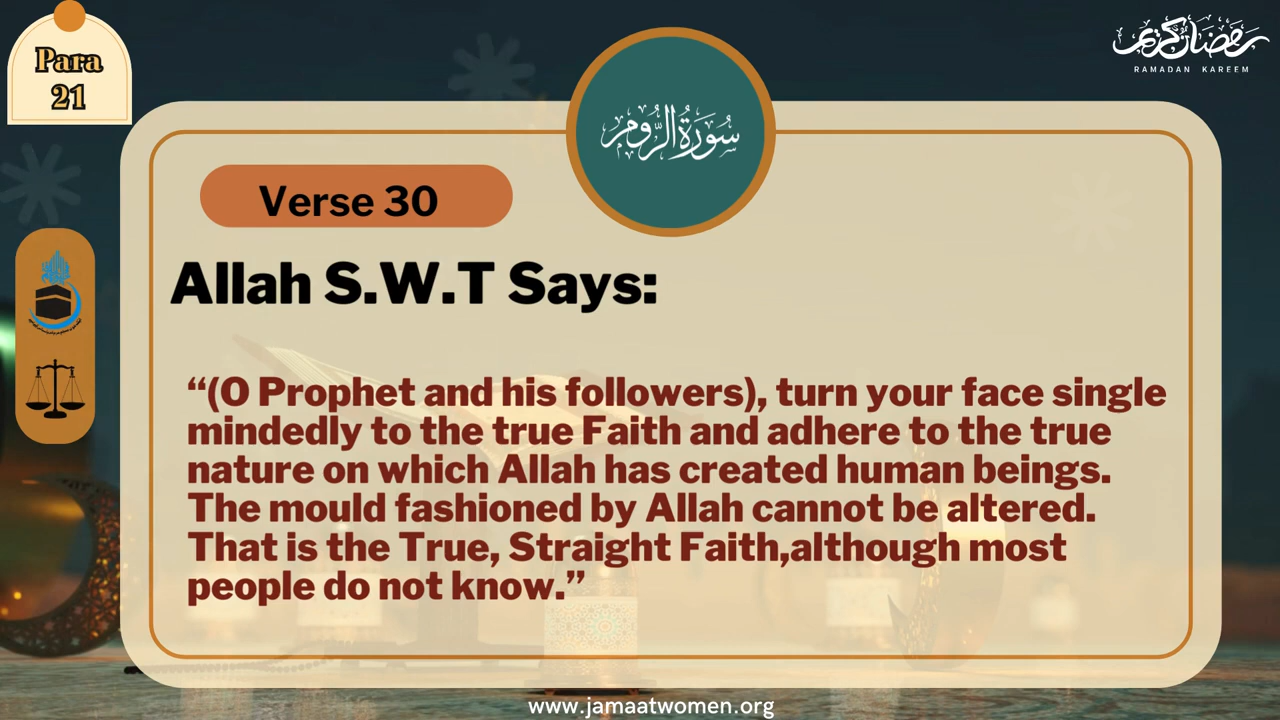 Para
21
رمضان كريم
RAMADAN KAREEM
سُورَةُ الرُّومِ
Verse 30
Allah S.W.T Says:
“(O Prophet and his followers), turn your face single
mindedly to the true Faith and adhere to the true
nature on which Allah has created human beings.
The mould fashioned by Allah cannot be altered.
That is the True, Straight Faith,although most
people do not know.”
www.jamaatwomen.org